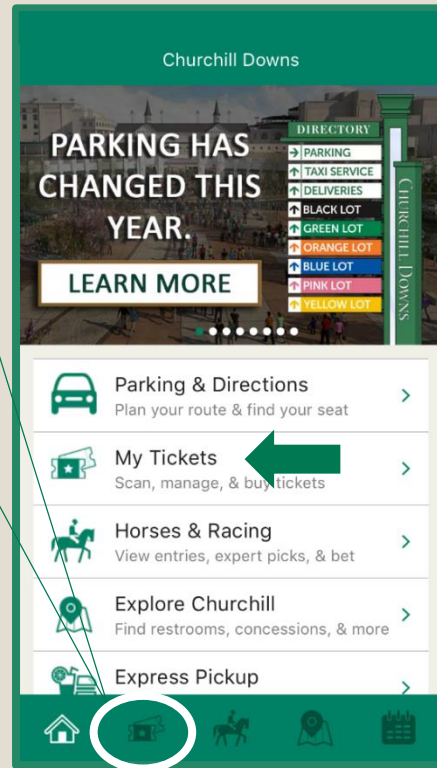 Churchill Downs
PARKING HAS
CHANGED THIS
YEAR.
LEARN MORE
DIRECTORY
PARKING
TAXI SERVICE
DELIVERIES
BLACK LOT
GREEN LOT
ORANGE LOT
BLUE LOT
PINK LOT
YELLOW LOT
CHURCHILL DOWNS
Parking & Directions
Plan your route & find your seat
My Tickets
Scan, manage, & buy tickets
Horses & Racing
View entries, expert picks, & bet
Explore Churchill
Find restrooms, concessions, & more
Express Pickup